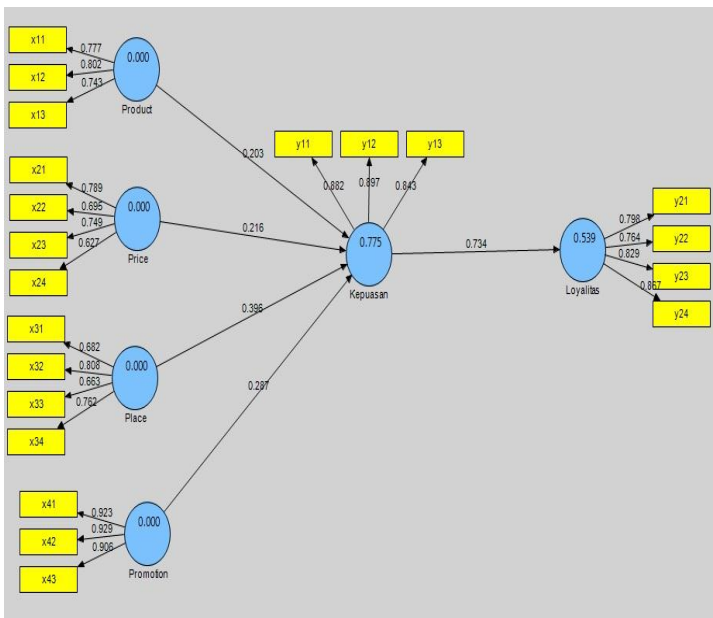 x11
0.777
0.000
x12
0.802
x13
0.743
Product
0.203
y11
y12
y13
0.882
0.897
0.843
x21
0.789
0.000
x22
0.695
x23
0.749
x24
0.627
Price
0.216
0.775
Kepuasan
0.734
0.539
Loyalitas
0.798
y21
0.764
y22
0.829
y23
0.867
y24
x31
0.682
0.000
x32
0.808
x33
0.663
x34
0.762
Place
0.396
0.287
x41
0.923
0.000
x42
0.929
x43
0.906
Promotion